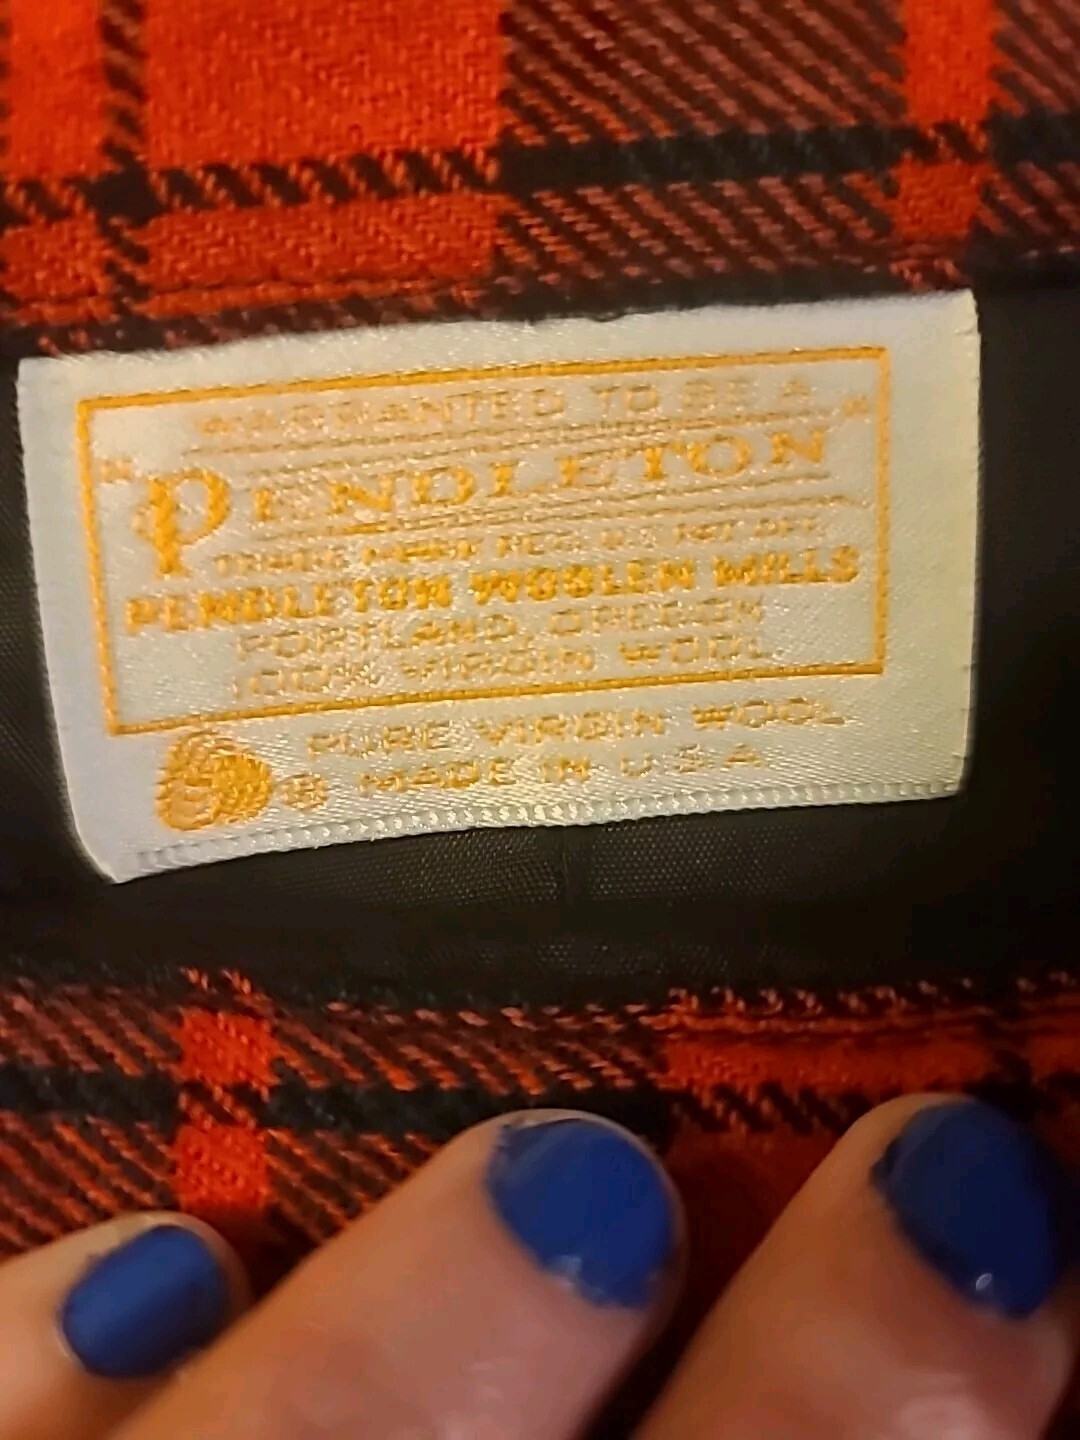 WARRANTED TO BE A
"PENDLETON"
TRADE MARK REG. U.S. PAT. OFF.
PENDLETON WOOLEN MILLS
PORTLAND, OREGON
100% VIRGIN WOOL
PURE VIRGIN WOOL
® MADE IN U.S.A.